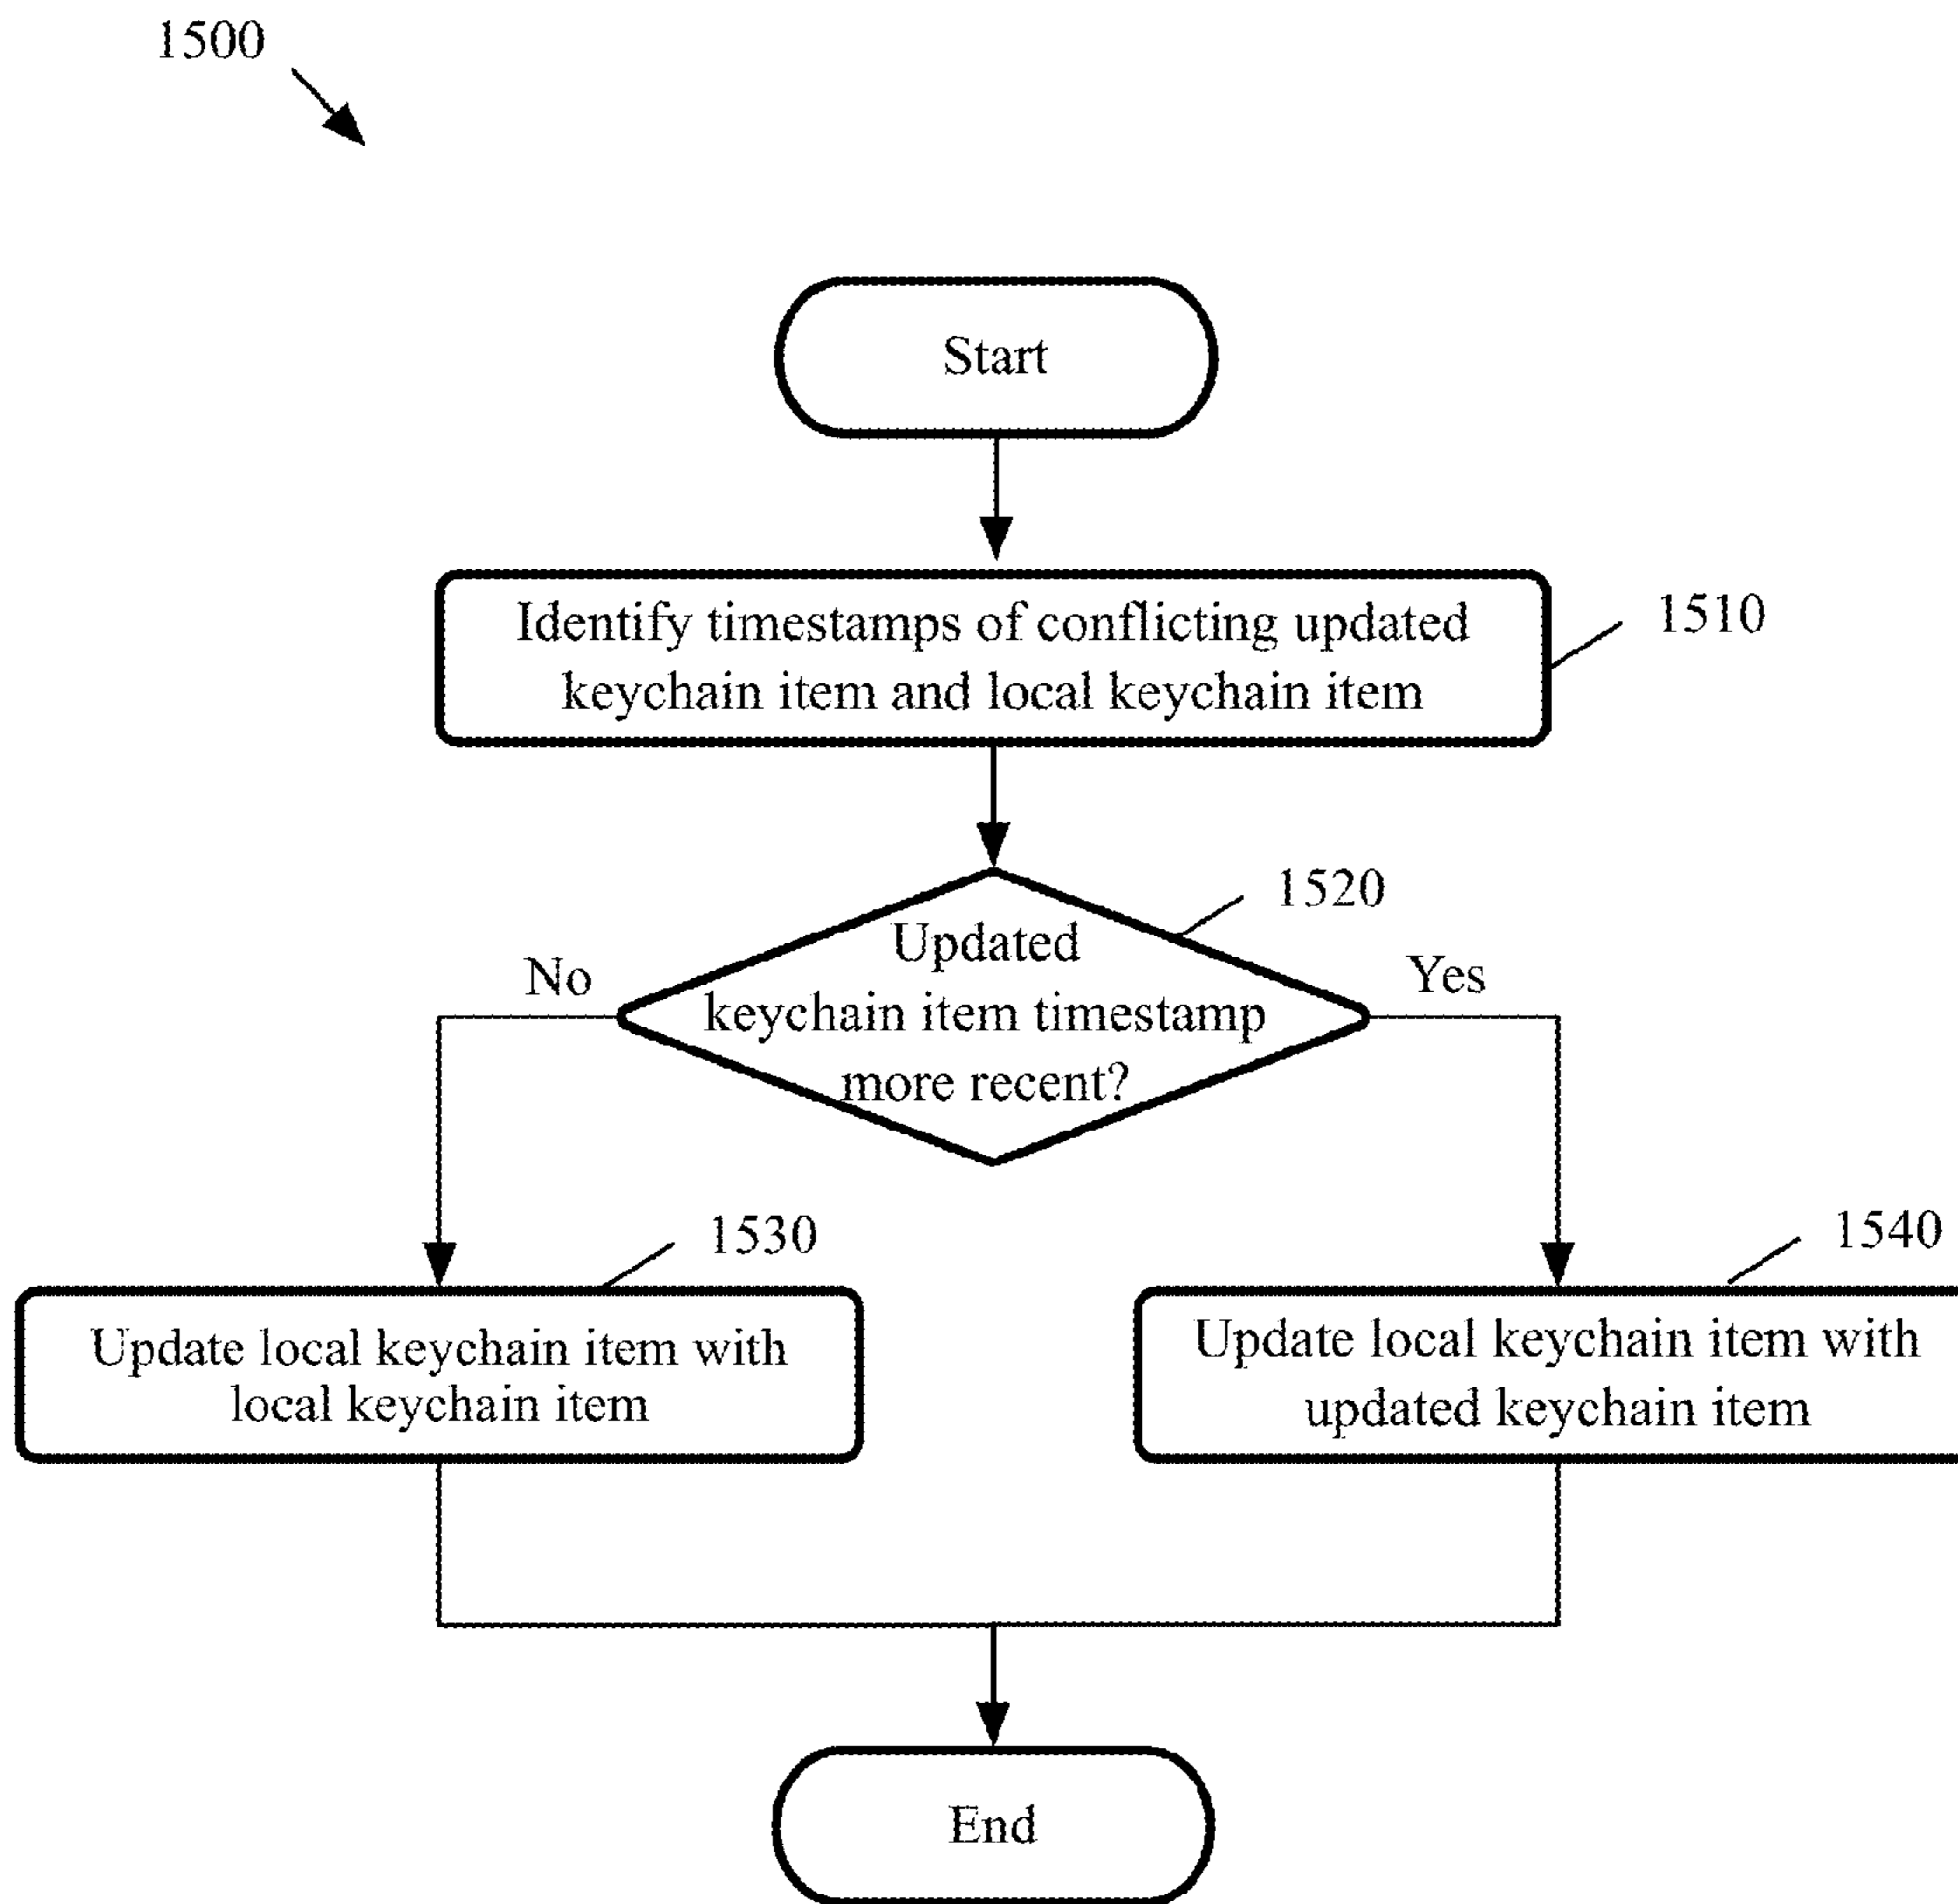 1500
Start
Identify timestamps of conflicting updated
keychain item and local keychain item
1510
1520
Updated
keychain item timestamp
more recent?
No
Yes
1530
1540
Update local keychain item with
local keychain item
Update local keychain item with
updated keychain item
End